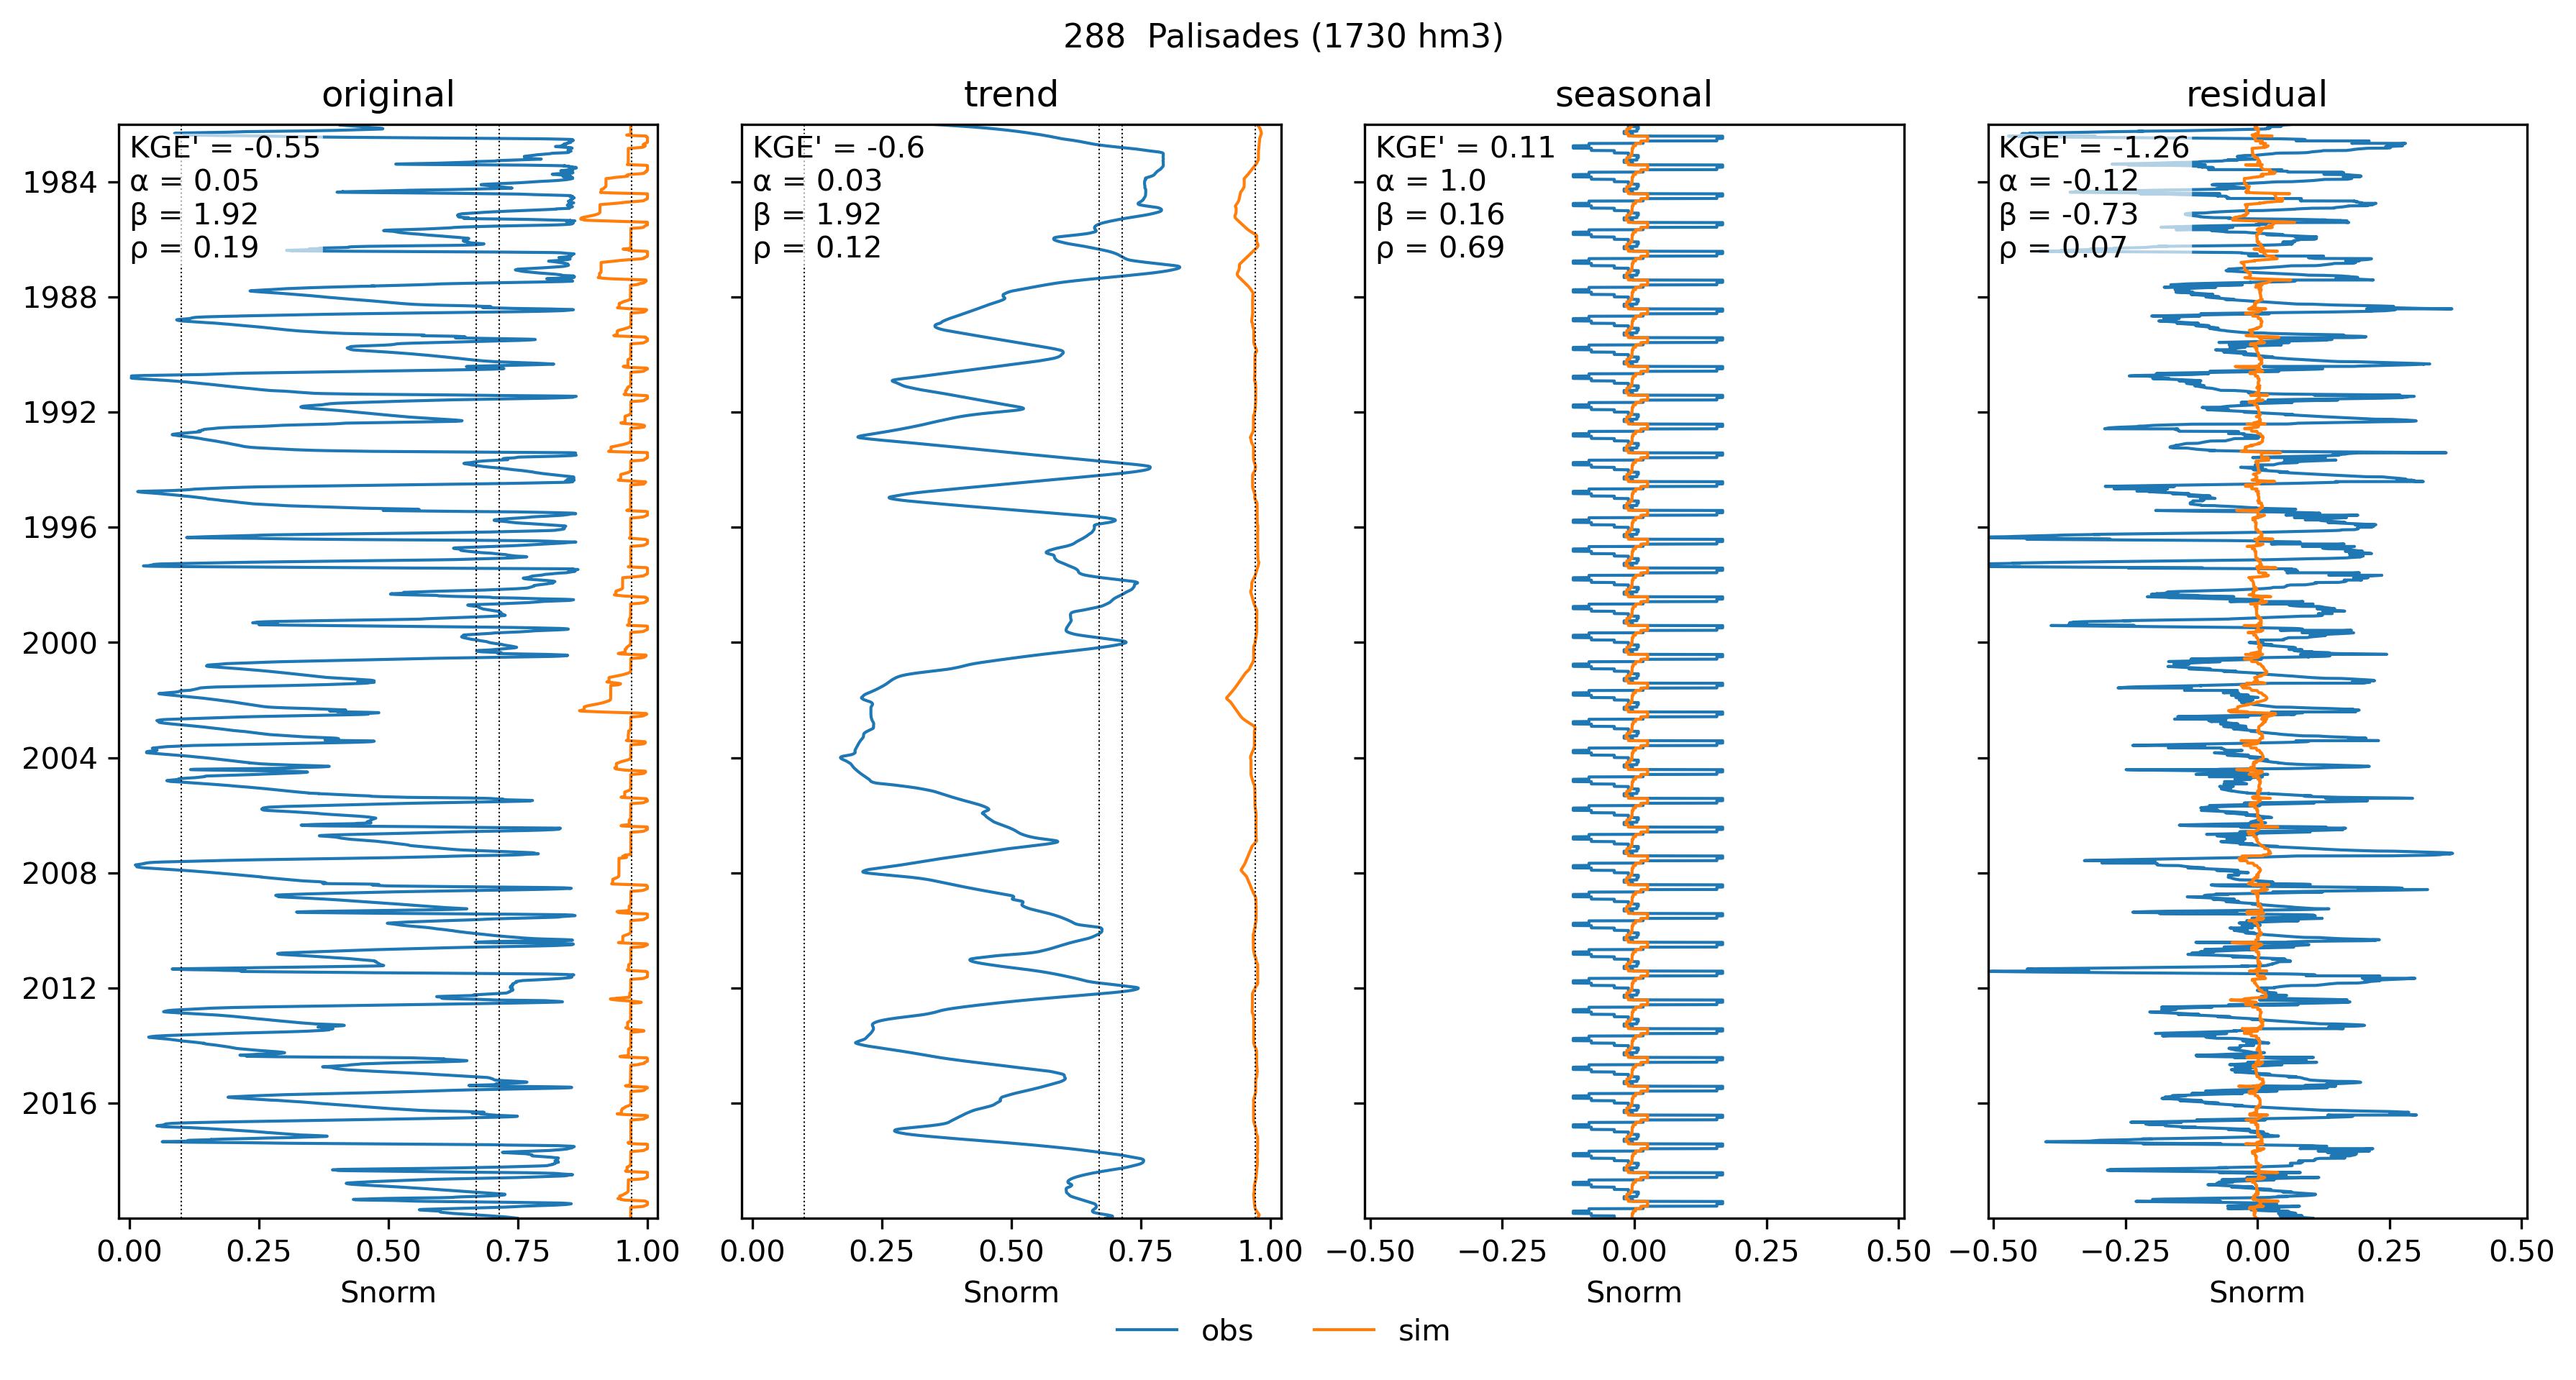 288  Palisades (1730 hm3)
original
trend
seasonal
residual
KGE' = -0.55
α = 0.05
β = 1.92
ρ = 0.19
KGE' = -0.6
α = 0.03
β = 1.92
ρ = 0.12
KGE' = 0.11
α = 1.0
β = 0.16
ρ = 0.69
KGE' = -1.26
α = -0.12
β = -0.73
ρ = 0.07
1984
1988
1992
1996
2000
2004
2008
2012
2016
0.00 0.25 0.50 0.75 1.00
0.00 0.25 0.50 0.75 1.00
−0.50 −0.25 0.00 0.25 0.50
−0.50 −0.25 0.00 0.25 0.50
Snorm
Snorm
Snorm
Snorm
obs
sim